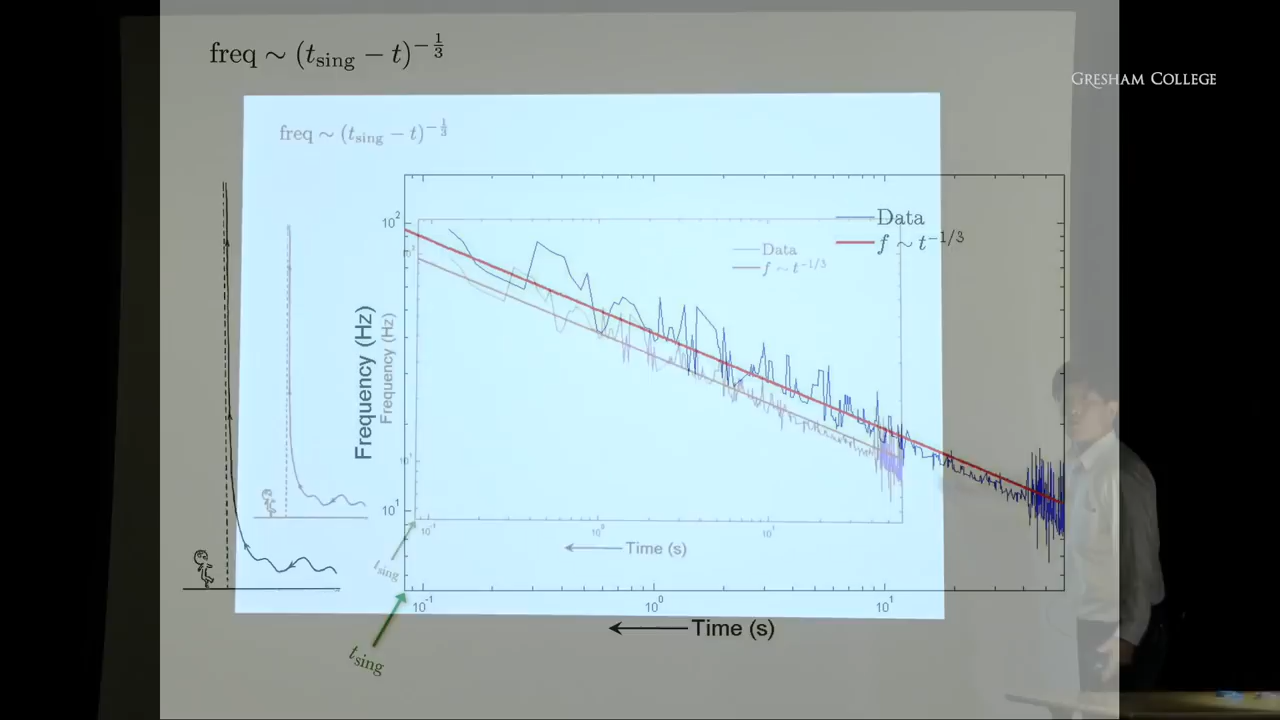 freq ~ (t_sing − t)^−1/3
GRESHAM COLLEGE
freq ~ (t_sing − t)^−1/3
10^2
Data
f ~ t^−1/3
Data
f ~ t^−1/3
Frequency (Hz)
Frequency (Hz)
10^1
10^-1
10^0
10^1
Time (s)
t_sing
10^-1
10^0
10^1
Time (s)
t_sing